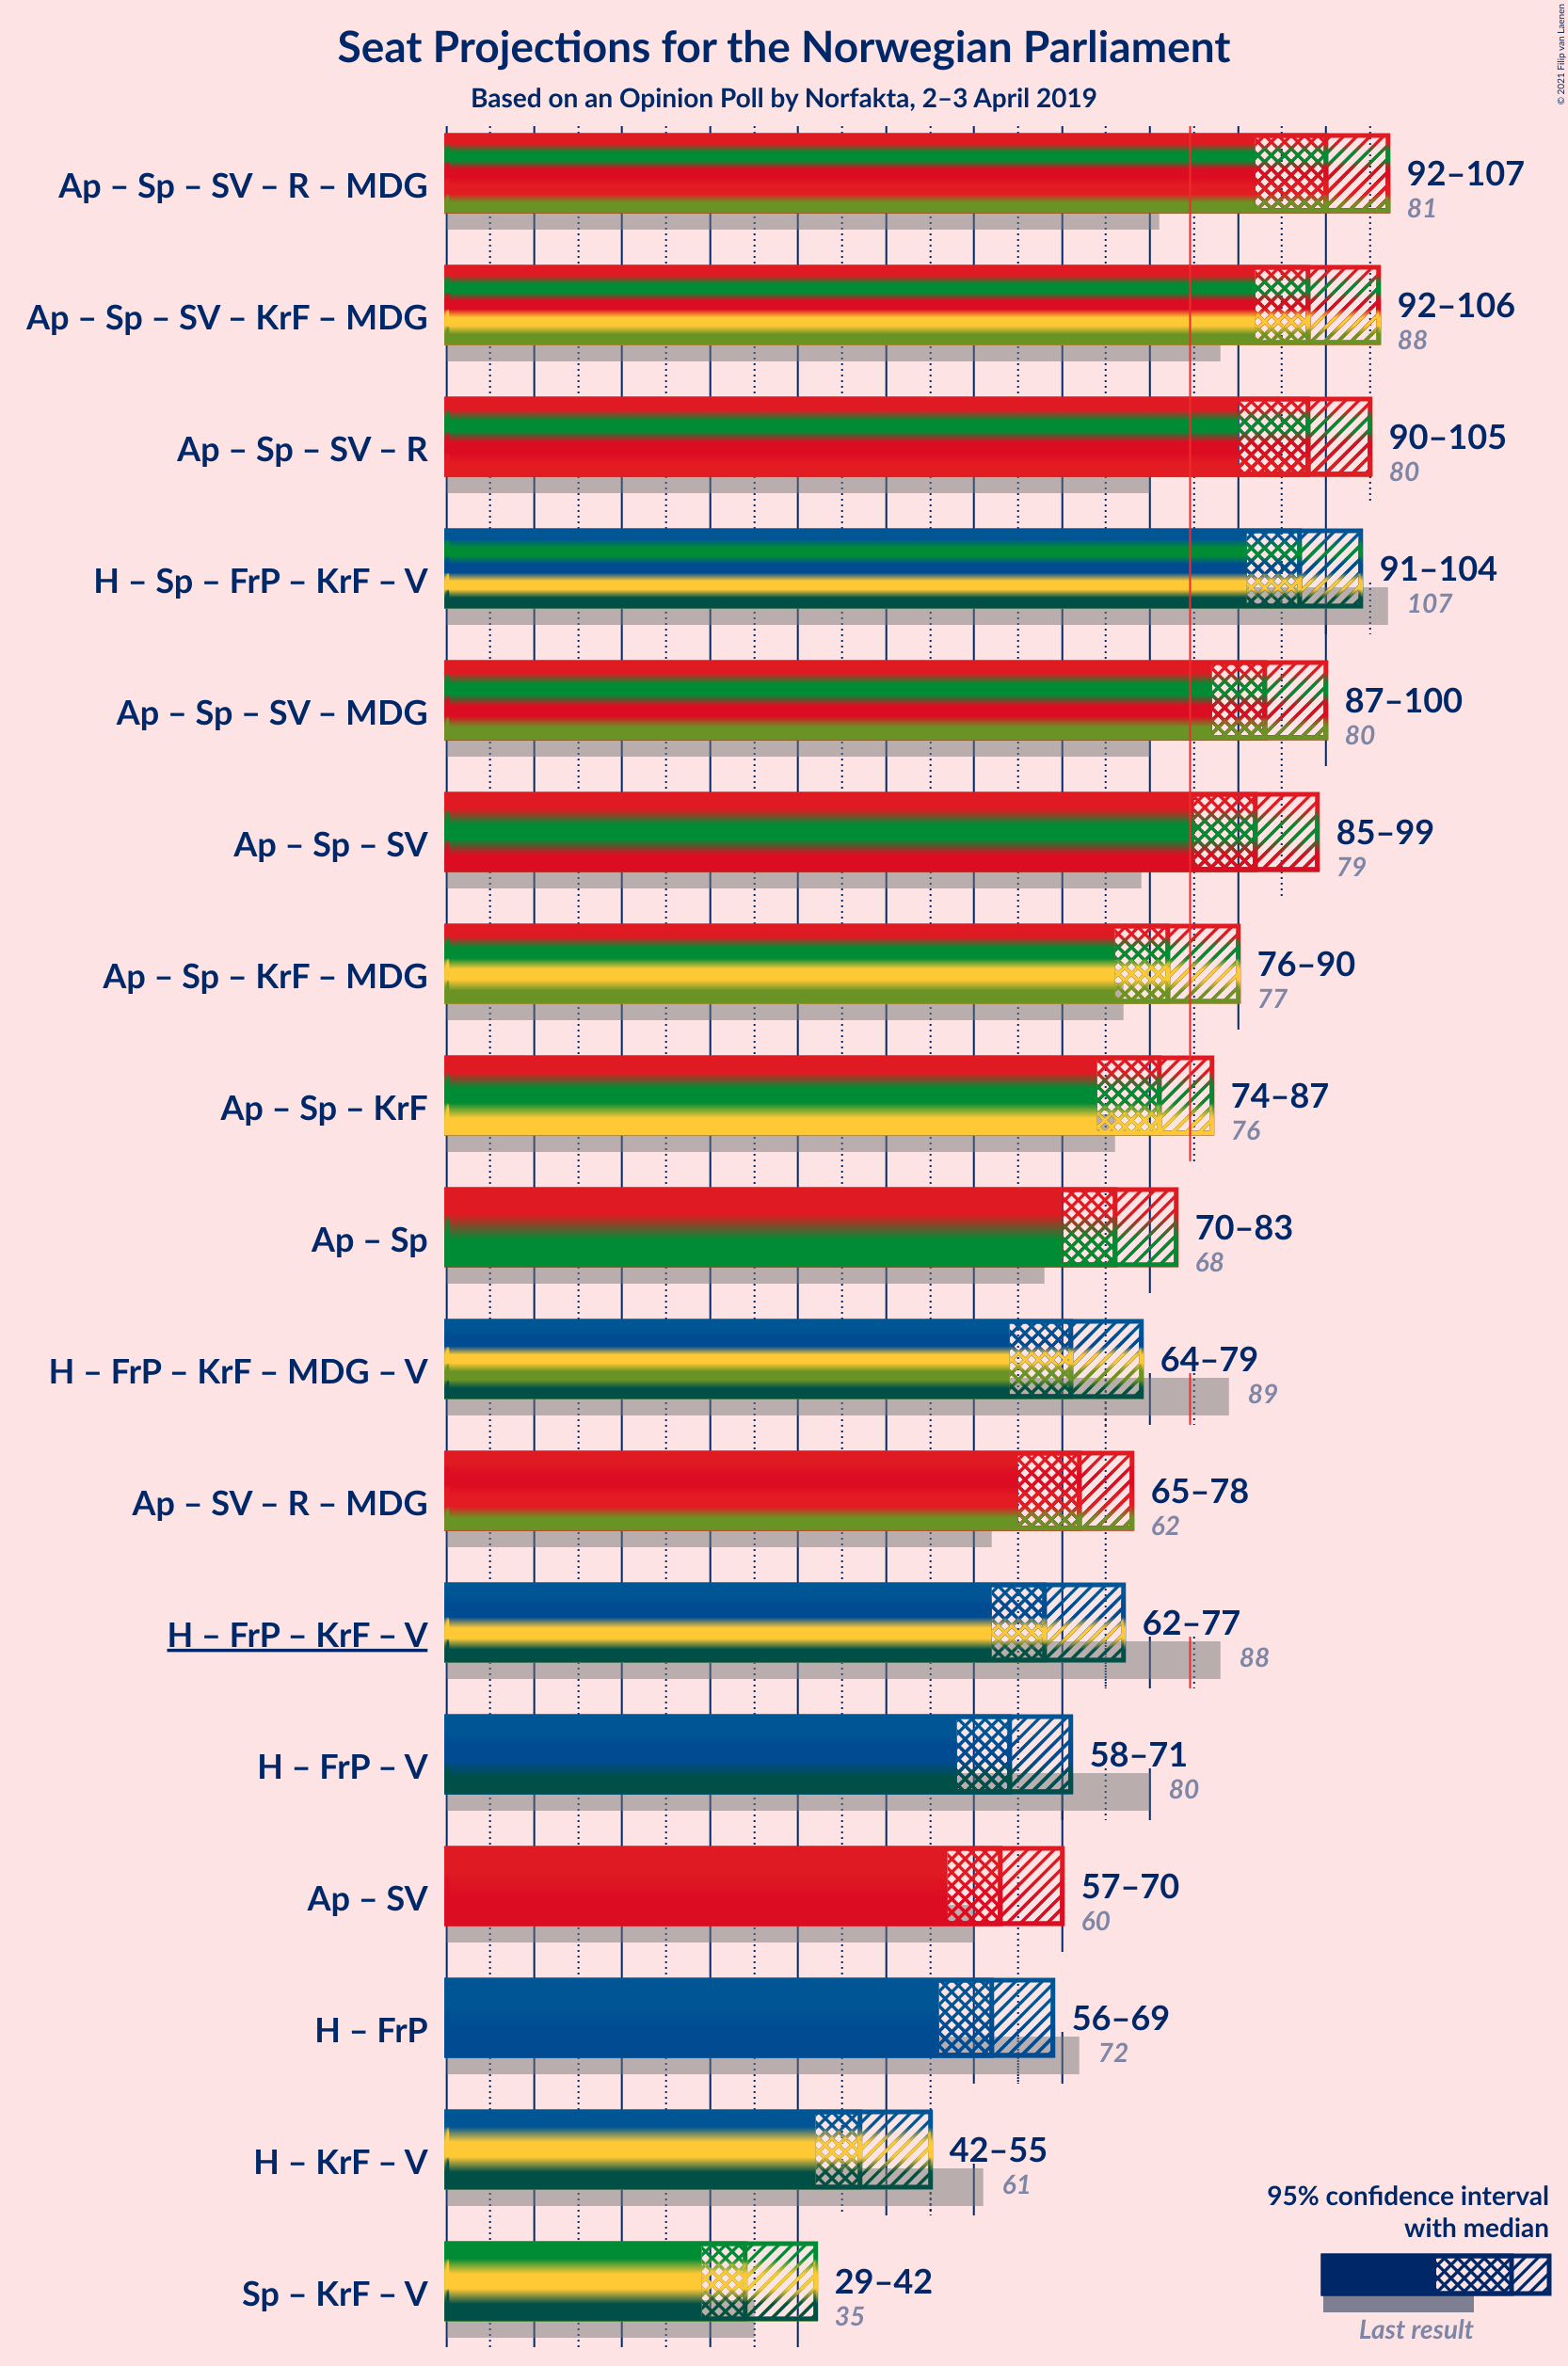 Seat Projections for the Norwegian Parliament
Based on an Opinion Poll by Norfakta, 2–3 April 2019
© 2021 Filip van Laenen
Ap – Sp – SV – R – MDG
92–107
81
Ap – Sp – SV – KrF – MDG
92–106
88
Ap – Sp – SV – R
90–105
80
H – Sp – FrP – KrF – V
91–104
107
Ap – Sp – SV – MDG
87–100
80
Ap – Sp – SV
85–99
79
Ap – Sp – KrF – MDG
76–90
77
Ap – Sp – KrF
74–87
76
Ap – Sp
70–83
68
H – FrP – KrF – MDG – V
64–79
89
Ap – SV – R – MDG
65–78
62
H – FrP – KrF – V
62–77
88
H – FrP – V
58–71
80
Ap – SV
57–70
60
H – FrP
56–69
72
H – KrF – V
42–55
61
Sp – KrF – V
29–42
35
95% confidence interval
with median
Last result